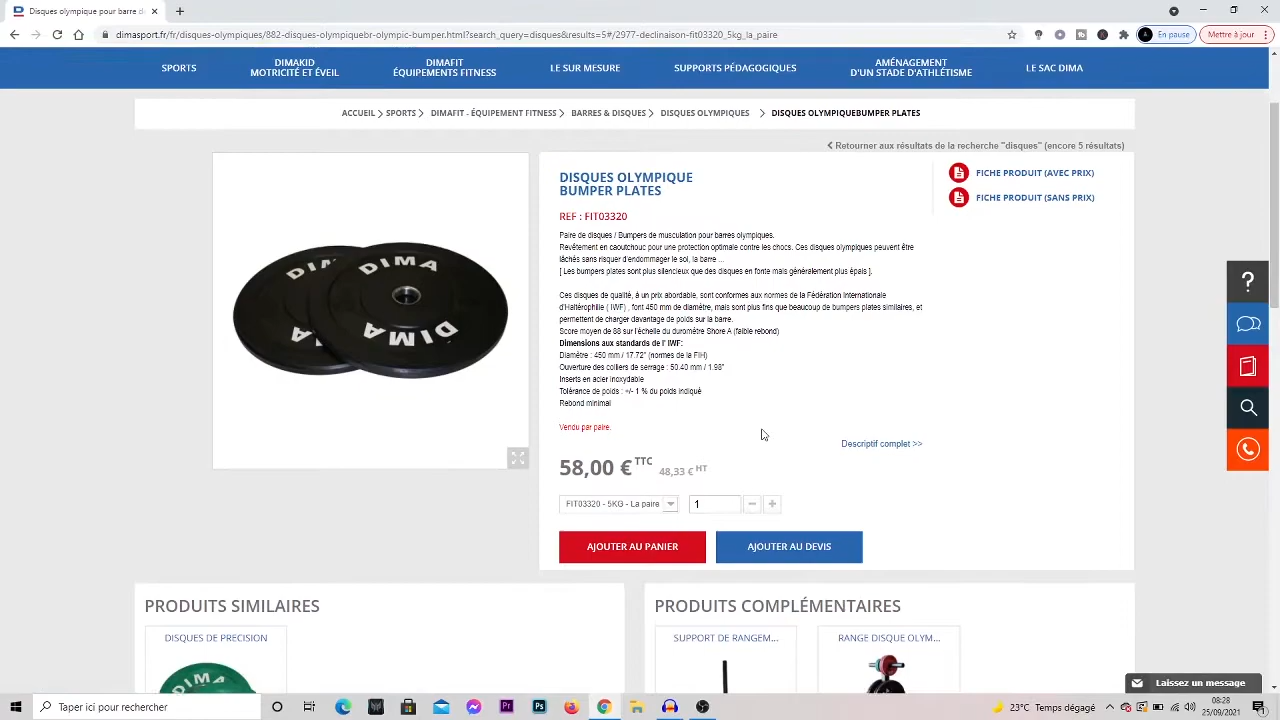 Disques olympique pour barre d
dimasport.fr/fr/disques-olympiques/882-disques-olympiquebr-olympic-bumper.html?search_query=disques&results=5#/2977-declinaison-fit03320_5kg_la_paire
En pause
Mettre à jour
SPORTS
DIMAKID
MOTRICITÉ ET ÉVEIL
DIMAFIT
ÉQUIPEMENTS FITNESS
LE SUR MESURE
SUPPORTS PÉDAGOGIQUES
AMÉNAGEMENT
D'UN STADE D'ATHLÉTISME
LE SAC DIMA
ACCUEIL > SPORTS > DIMAFIT - ÉQUIPEMENT FITNESS > BARRES & DISQUES > DISQUES OLYMPIQUES > DISQUES OLYMPIQUEBUMPER PLATES
Retourner aux résultats de la recherche "disques" (encore 5 résultats)
DIMA
DIMA
DISQUES OLYMPIQUE
BUMPER PLATES
REF : FIT03320
FICHE PRODUIT (AVEC PRIX)
FICHE PRODUIT (SANS PRIX)
Paire de disques / Bumpers de musculation pour barres olympiques.
Revêtement en caoutchouc pour une protection optimale contre les chocs. Ces disques olympiques peuvent être
lâchés sans risquer d'endommager le sol, la barre ...
[ Les bumpers plates sont plus silencieux que des disques en fonte mais généralement plus épais ].
Ces disques de qualité, à un prix abordable, sont conformes aux normes de la Fédération Internationale
d'Haltérophilie ( IWF) , font 450 mm de diamètre, mais sont plus fins que beaucoup de bumpers plates similaires, et
permettent de charger davantage de poids sur la barre.
Score moyen de 88 sur l'échelle du duromètre Shore A (faible rebond)
Dimensions aux standards de l' IWF:
Diamètre : 450 mm / 17.72" (normes de la FIH)
Ouverture des colliers de serrage : 50.40 mm / 1.98"
Inserts en acier inoxydable
Tolérance de poids : +/- 1 % du poids indiqué
Rebond minimal
Vendu par paire.
Descriptif complet >>
58,00 € TTC 48,33 € HT
FIT03320 - 5KG - La paire
1
AJOUTER AU PANIER
AJOUTER AU DEVIS
PRODUITS SIMILAIRES
PRODUITS COMPLÉMENTAIRES
DISQUES DE PRECISION
SUPPORT DE RANGEM...
RANGE DISQUE OLYM...
DIMA
Laissez un message
Taper ici pour rechercher
23°C Temps dégagé
08:28
25/09/2021